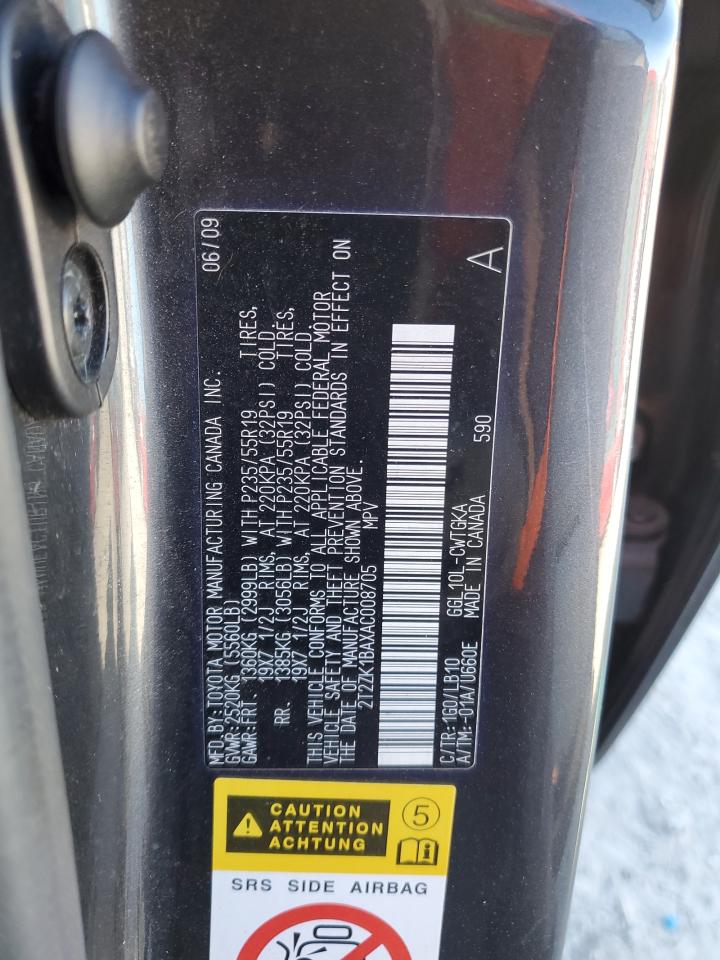 MFD.BY:TOYOTA MOTOR MANUFACTURING CANADA INC. 06/09
GVWR:2520KG (5560LB)
GAWR:FRT. 1360KG (2999LB) WITH P235/55R19 TIRES,
19X7 1/2J RIMS, AT 220KPA (32PSI) COLD.
RR. 1385KG (3056LB) WITH P235/55R19 TIRES,
19X7 1/2J RIMS, AT 220KPA (32PSI) COLD.
THIS VEHICLE CONFORMS TO ALL APPLICABLE FEDERAL MOTOR
VEHICLE SAFETY AND THEFT PREVENTION STANDARDS IN EFFECT ON
THE DATE OF MANUFACTURE SHOWN ABOVE.
2T2ZK1BAXAC008705 MPV
C/TR:1G0/LB10 GGL10L-CWTGKA 590 A
A/TM:-01A/U660E MADE IN CANADA
CAUTION
ATTENTION
ACHTUNG
5
SRS SIDE AIRBAG